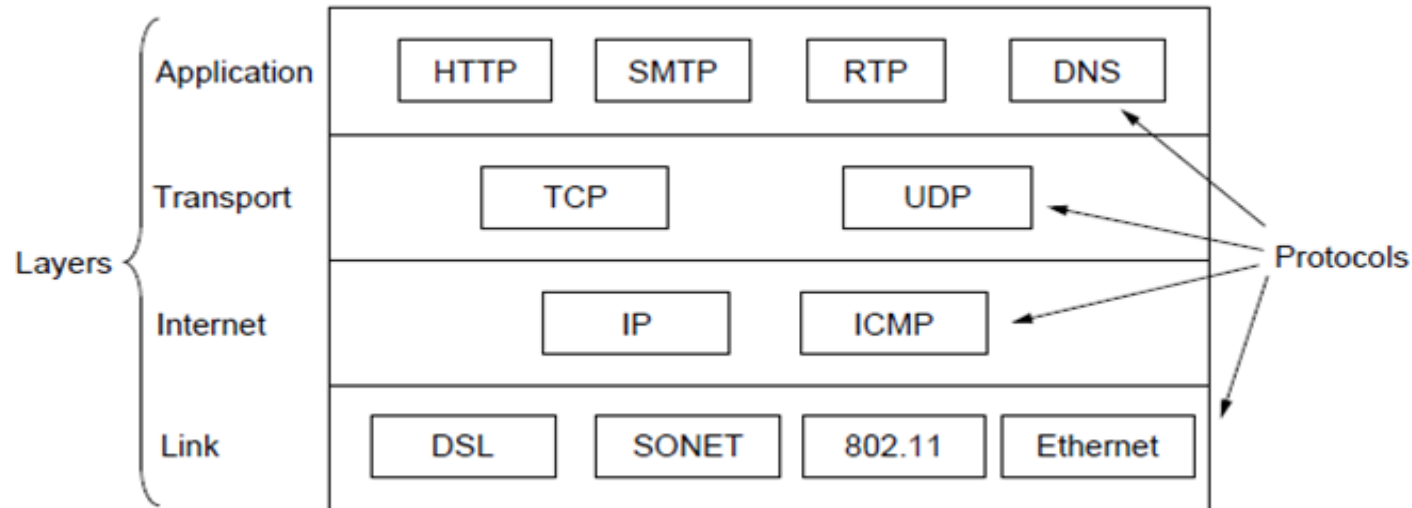 Application HTTP SMTP RTP DNS
Transport TCP UDP
Layers Protocols
Internet IP ICMP
Link DSL SONET 802.11 Ethernet